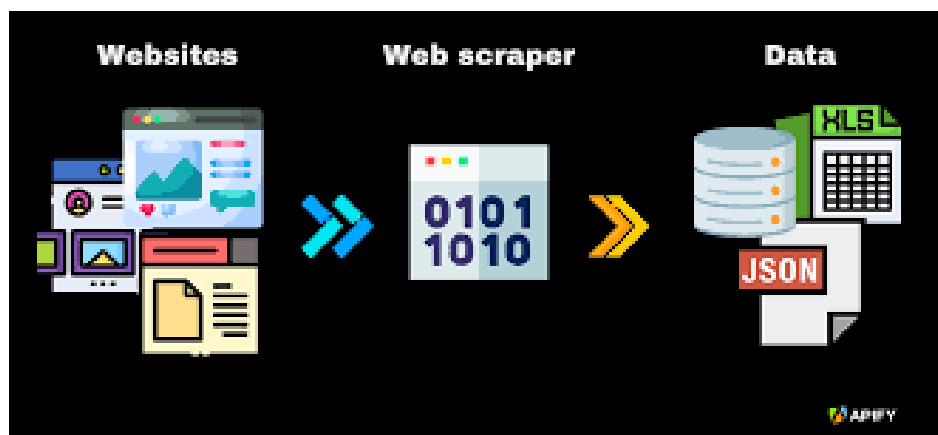 Websites
Web scraper
Data
XLS
0101
1010
JSON
APIFY